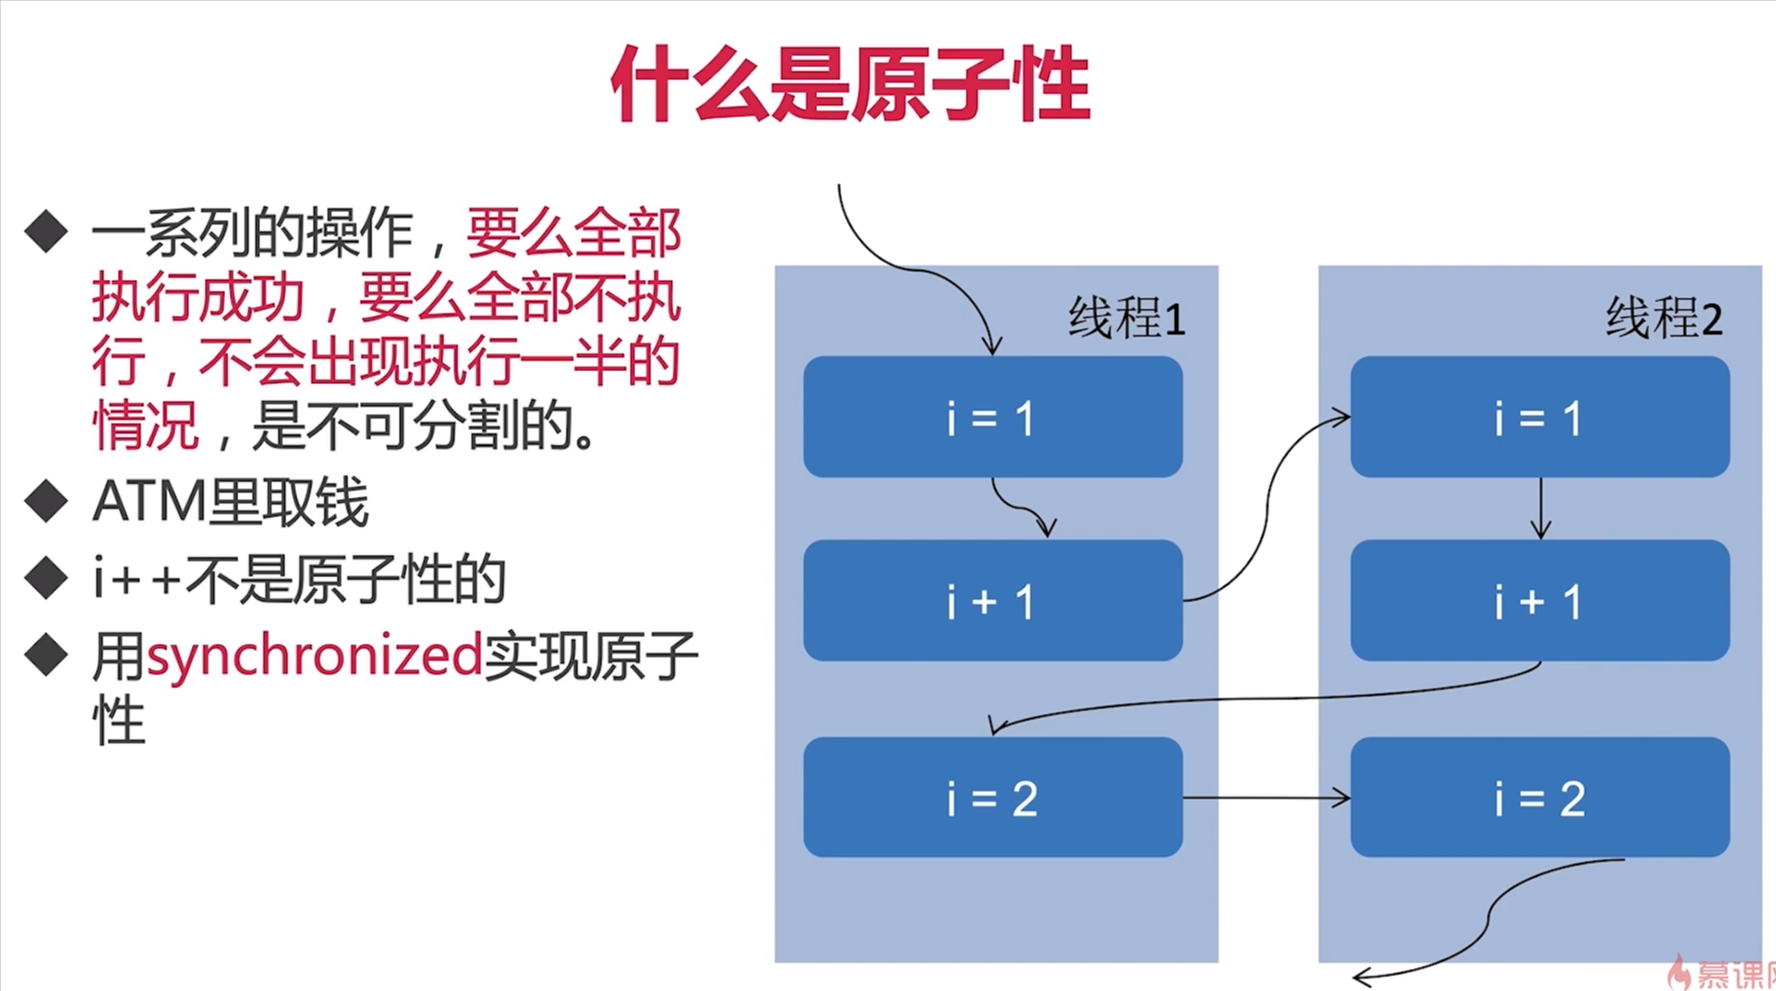 什么是原子性
一系列的操作，要么全部
执行成功，要么全部不执
行，不会出现执行一半的
情况，是不可分割的。
ATM里取钱
i++不是原子性的
用synchronized实现原子
性
线程1
i = 1
i + 1
i = 2
线程2
i = 1
i + 1
i = 2
慕课网